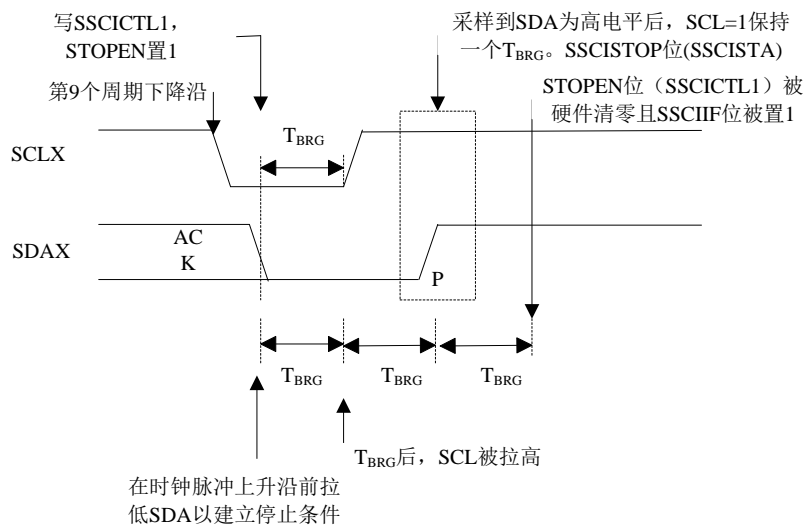 写SSCICTL1，
STOPEN置1
采样到SDA为高电平后，SCL=1保持
一个TBRG。SSCISTOP位(SSCISTA)
STOPEN位（SSCICTL1）被
硬件清零且SSCIIF位被置1
第9个周期下降沿
TBRG
SCLX
SDAX
AC
K
P
TBRG
TBRG
TBRG
TBRG后，SCL被拉高
在时钟脉冲上升沿前拉
低SDA以建立停止条件